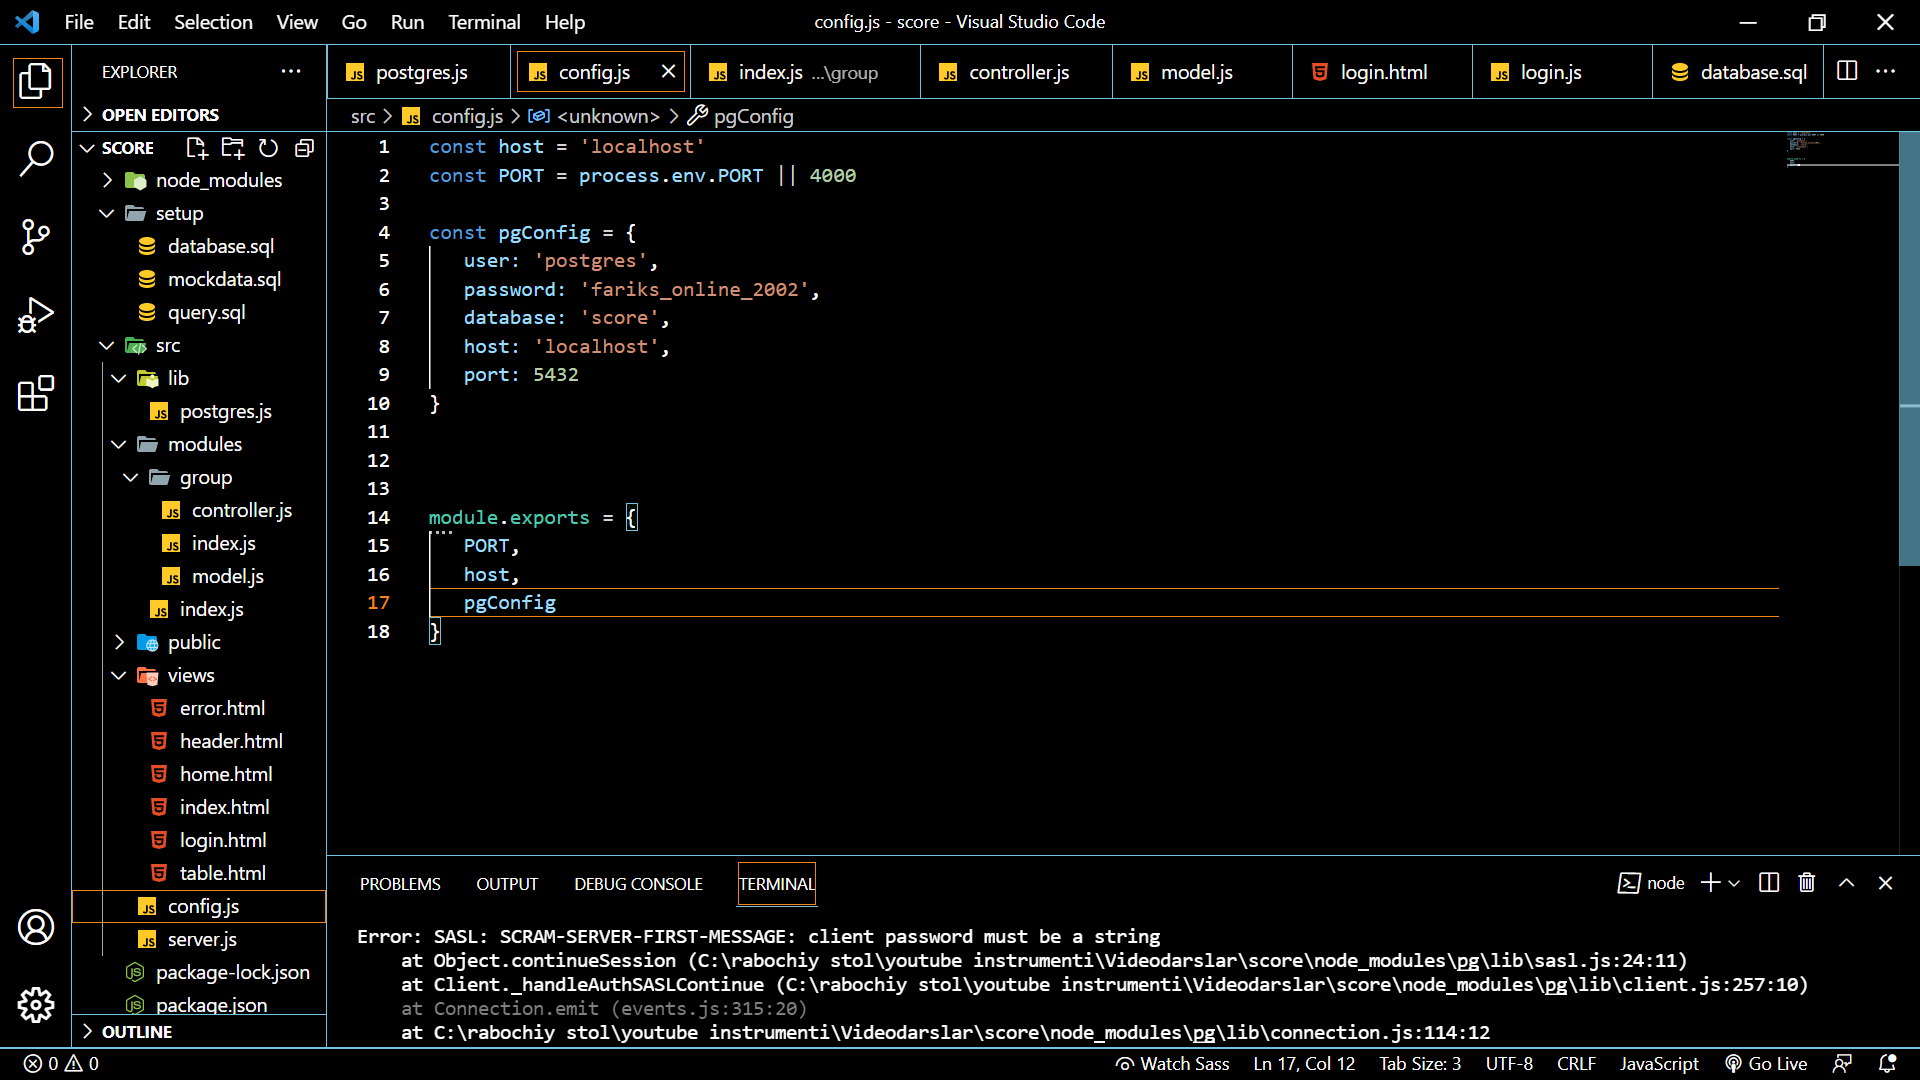 File Edit Selection View Go Run Terminal Help
config.js - score - Visual Studio Code
EXPLORER
OPEN EDITORS
SCORE
node_modules
setup
database.sql
mockdata.sql
query.sql
src
lib
postgres.js
modules
group
controller.js
index.js
model.js
index.js
public
views
error.html
header.html
home.html
index.html
login.html
table.html
config.js
server.js
package-lock.json
package.json
OUTLINE
postgres.js config.js index.js ...\group controller.js model.js login.html login.js database.sql
src > config.js > <unknown> > pgConfig
1 const host = 'localhost'
2 const PORT = process.env.PORT || 4000
3
4 const pgConfig = {
5 user: 'postgres',
6 password: 'fariks_online_2002',
7 database: 'score',
8 host: 'localhost',
9 port: 5432
10 }
11
12
13
14 module.exports = {
15 PORT,
16 host,
17 pgConfig
18 }
PROBLEMS OUTPUT DEBUG CONSOLE TERMINAL
node
Error: SASL: SCRAM-SERVER-FIRST-MESSAGE: client password must be a string
at Object.continueSession (C:\rabochiy stol\youtube instrumenti\Videodarslar\score\node_modules\pg\lib\sasl.js:24:11)
at Client._handleAuthSASLContinue (C:\rabochiy stol\youtube instrumenti\Videodarslar\score\node_modules\pg\lib\client.js:257:10)
at Connection.emit (events.js:315:20)
at C:\rabochiy stol\youtube instrumenti\Videodarslar\score\node_modules\pg\lib\connection.js:114:12
0 0
Watch Sass Ln 17, Col 12 Tab Size: 3 UTF-8 CRLF JavaScript Go Live